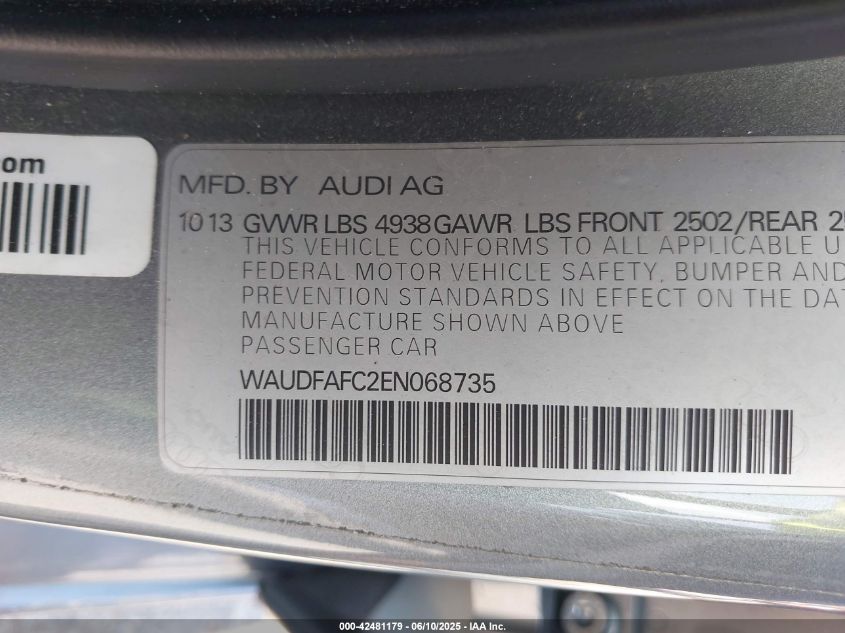 om
MFD. BY AUDI AG
10 13 GVWR LBS 4938 GAWR LBS FRONT 2502/REAR
THIS VEHICLE CONFORMS TO ALL APPLICABLE
FEDERAL MOTOR VEHICLE SAFETY, BUMPER AND
PREVENTION STANDARDS IN EFFECT ON THE
MANUFACTURE SHOWN ABOVE
PASSENGER CAR
WAUDFAFC2EN068735
000-42481179 - 06/10/2025 - IAA Inc.